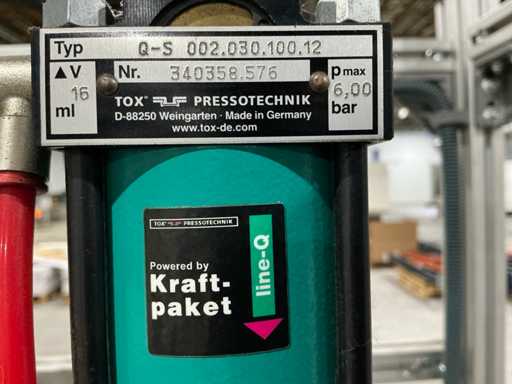 Typ Q-S 002.030.100.12
▲V Nr. 340358.576 p max
16 ml 6,00 bar
TOX PRESSOTECHNIK
D-88250 Weingarten · Made in Germany
www.tox-de.com
TOX PRESSOTECHNIK
Powered by
Kraft-
paket
line-Q